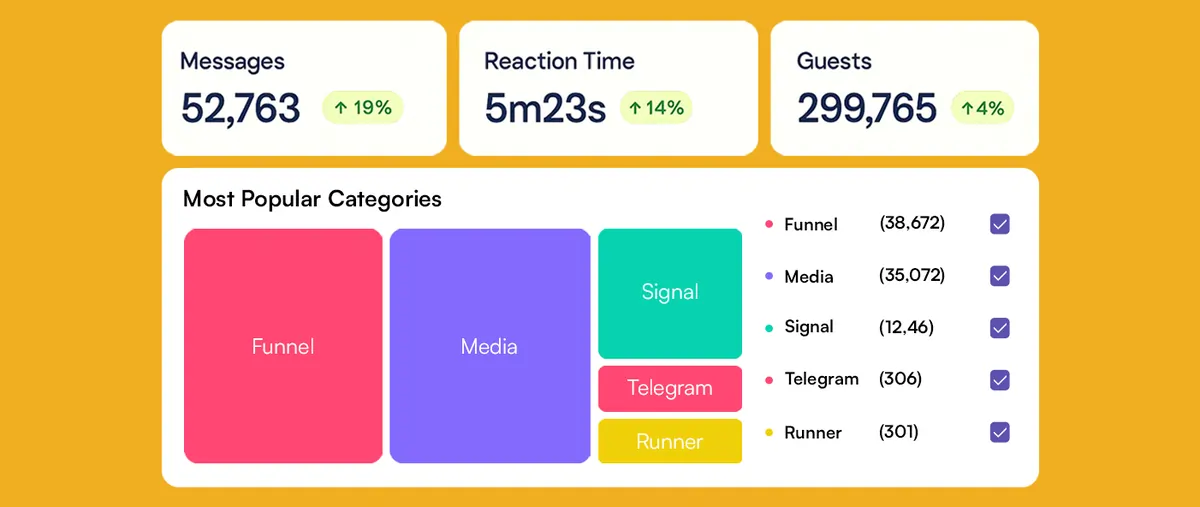 Messages
52,763 ↑ 19%
Reaction Time
5m23s ↑ 14%
Guests
299,765 ↑ 4%
Most Popular Categories
Funnel
Media
Signal
Telegram
Runner
Funnel (38,672)
Media (35,072)
Signal (12,46)
Telegram (306)
Runner (301)